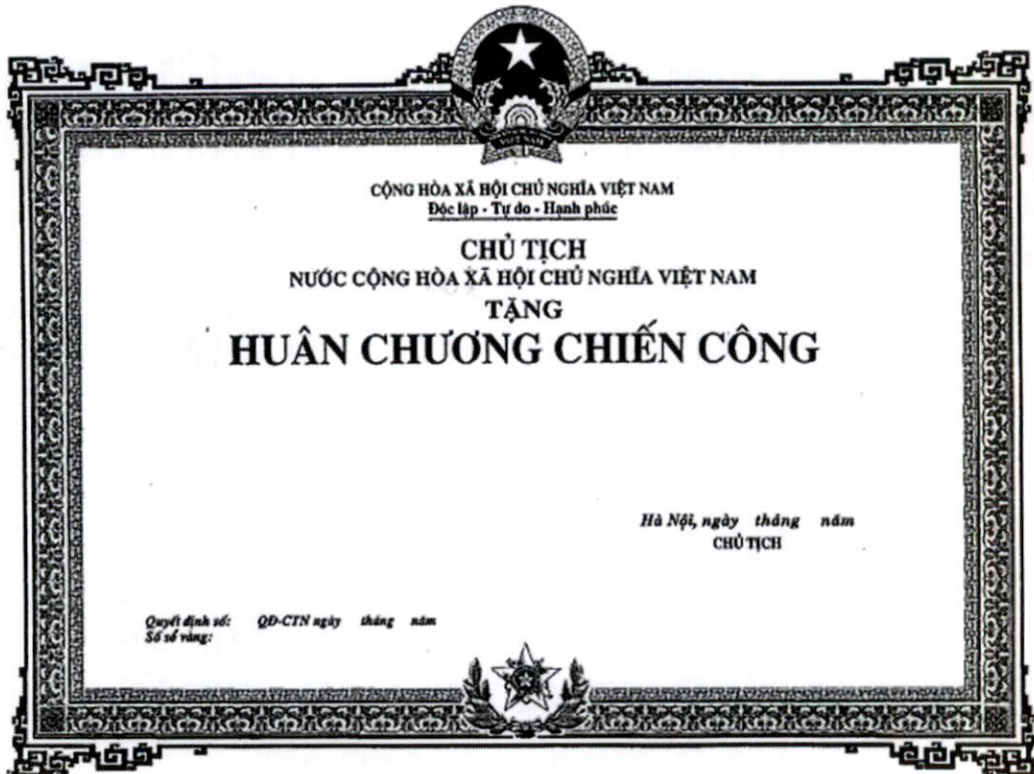 VIỆT NAM
CỘNG HÒA XÃ HỘI CHỦ NGHĨA VIỆT NAM
Độc lập - Tự do - Hạnh phúc
CHỦ TỊCH
NƯỚC CỘNG HÒA XÃ HỘI CHỦ NGHĨA VIỆT NAM
TẶNG
HUÂN CHƯƠNG CHIẾN CÔNG
Hà Nội, ngày tháng năm
CHỦ TỊCH
Quyết định số: QĐ-CTN ngày tháng năm
Số sổ vàng: